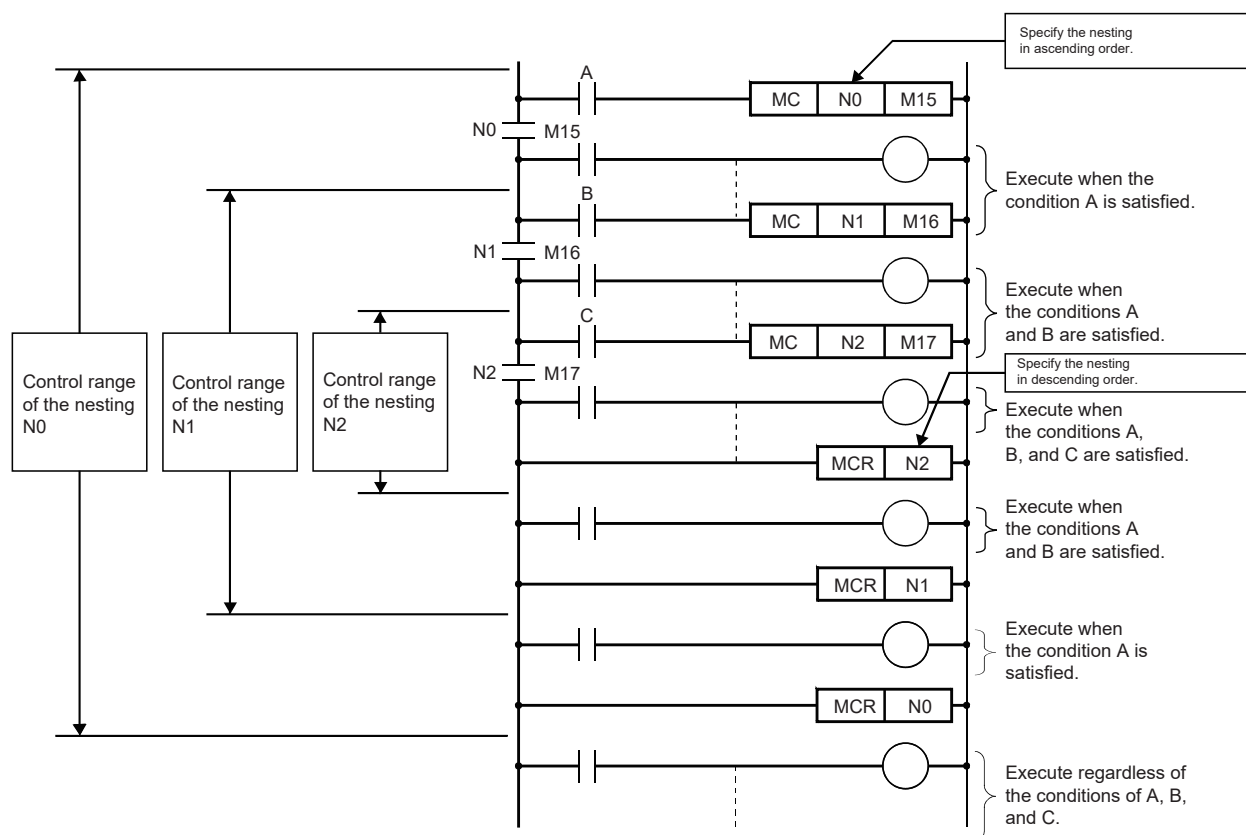 Specify the nesting
in ascending order.
A
MC N0 M15
N0 M15
Execute when the
condition A is satisfied.
B
MC N1 M16
N1 M16
Execute when
the conditions A
and B are satisfied.
C
MC N2 M17
Specify the nesting
in descending order.
N2 M17
Control range
of the nesting
N0
Control range
of the nesting
N1
Control range
of the nesting
N2
Execute when
the conditions A,
B, and C are satisfied.
MCR N2
Execute when
the conditions A
and B are satisfied.
MCR N1
Execute when
the condition A is
satisfied.
MCR N0
Execute regardless of
the conditions of A, B,
and C.